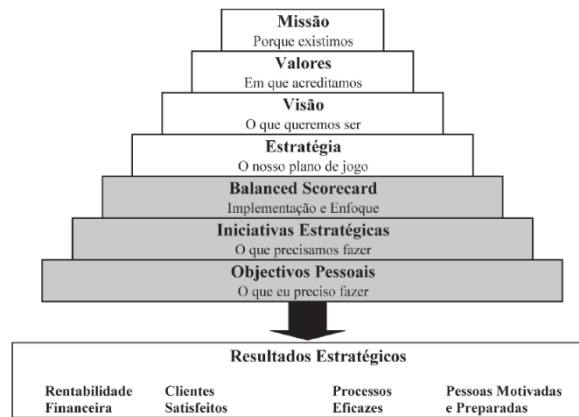 Missão
Porque existimos
Valores
Em que acreditamos
Visão
O que queremos ser
Estratégia
O nosso plano de jogo
Balanced Scorecard
Implementação e Enfoque
Iniciativas Estratégicas
O que precisamos fazer
Objectivos Pessoais
O que eu preciso fazer
Resultados Estratégicos
Rentabilidade Clientes Processos Pessoas Motivadas
Financeira Satisfeitos Eficazes e Preparadas